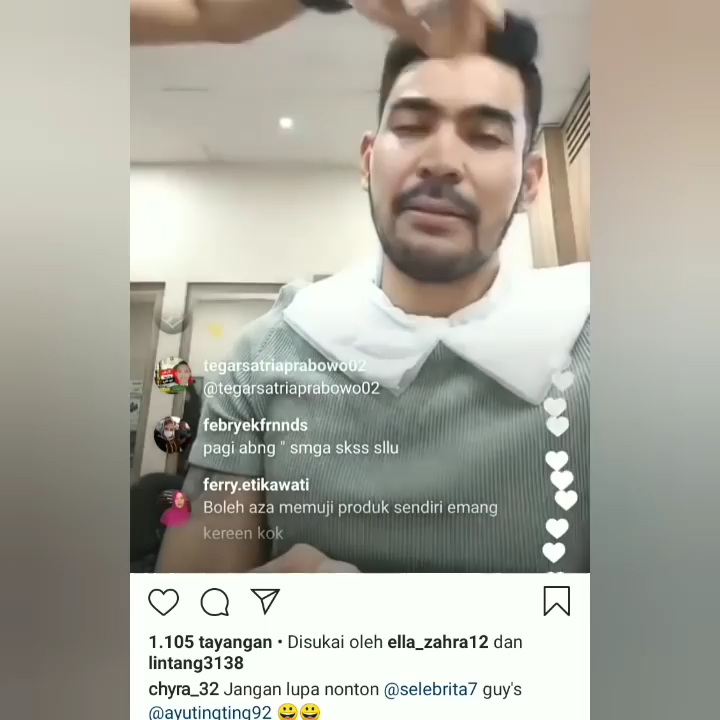 tegarsatriaprabowo02
@tegarsatriaprabowo02
febryekfrnnds
pagi abng " smga skss sllu
ferry.etikawati
Boleh aza memuji produk sendiri emang
kereen kok
1.105 tayangan • Disukai oleh ella_zahra12 dan
lintang3138
chyra_32 Jangan lupa nonton @selebrita7 guy's
@ayutingting92 😀😀